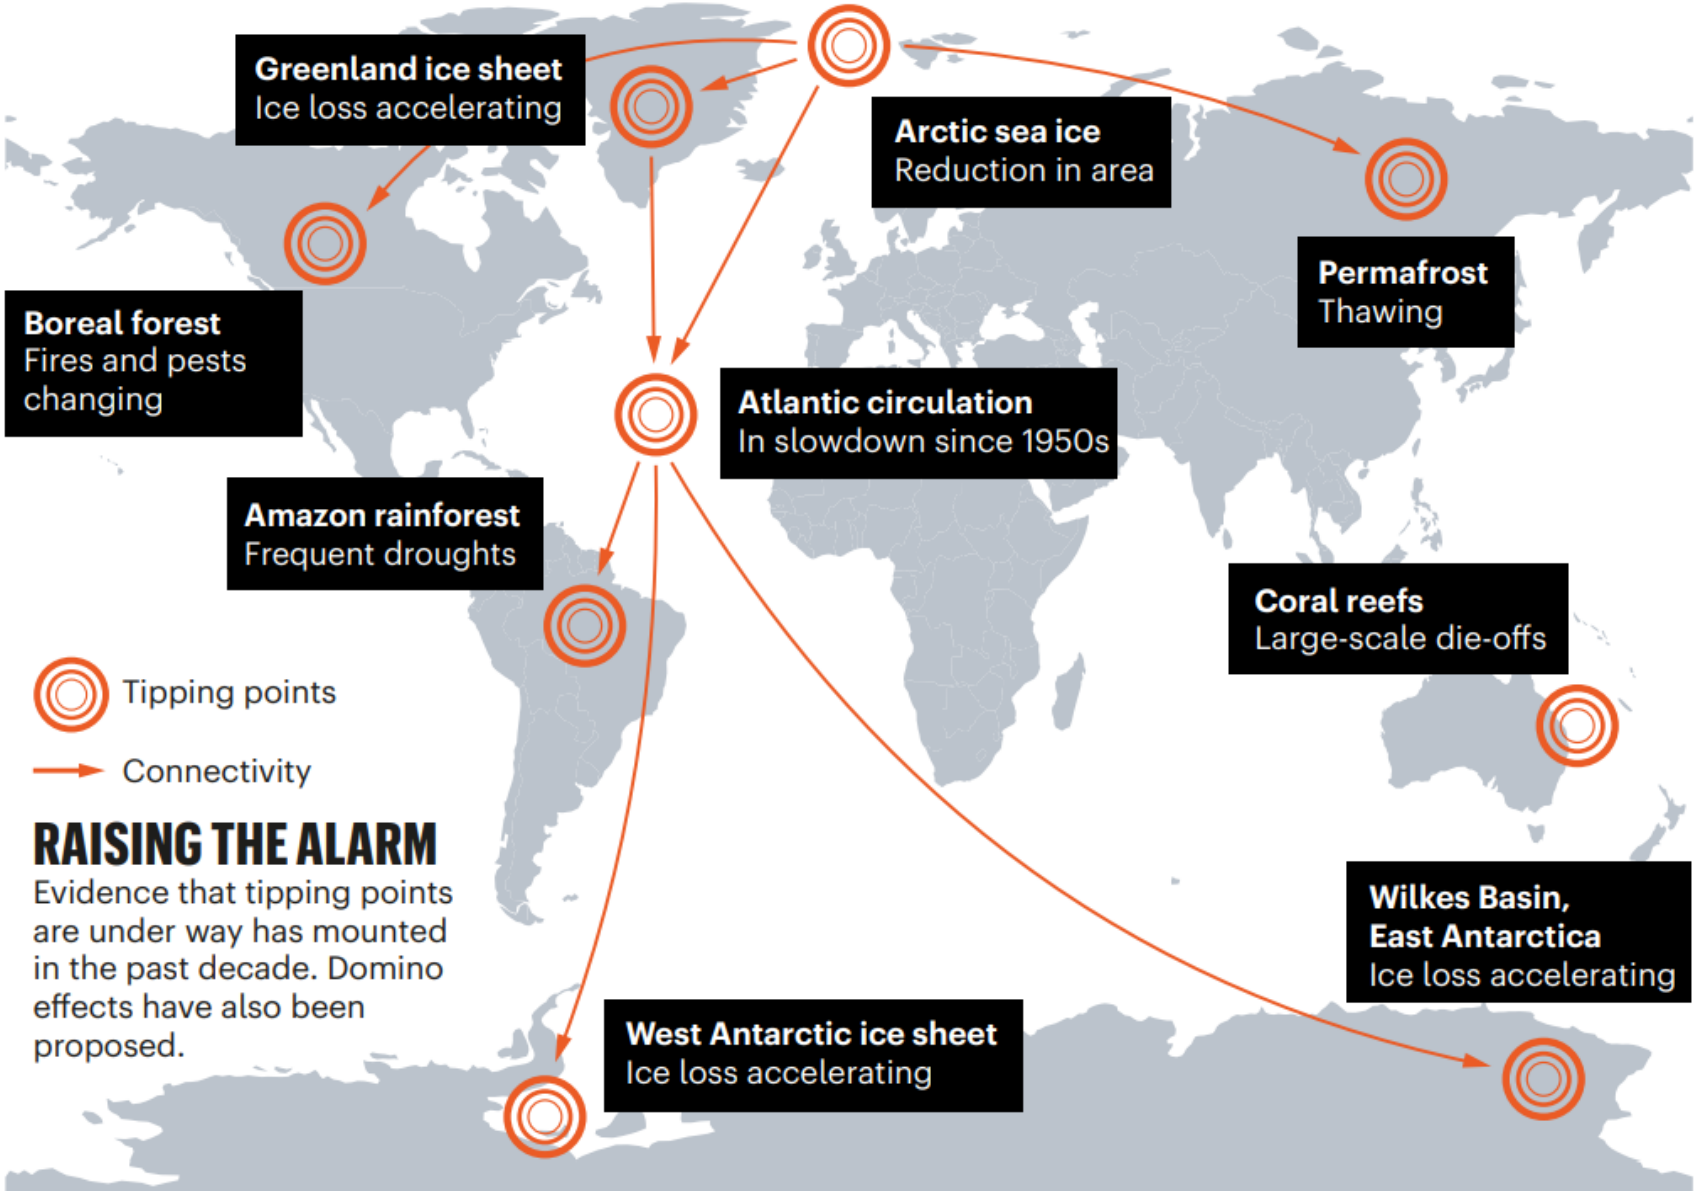 Greenland ice sheet
Ice loss accelerating
Arctic sea ice
Reduction in area
Permafrost
Thawing
Boreal forest
Fires and pests
changing
Atlantic circulation
In slowdown since 1950s
Amazon rainforest
Frequent droughts
Coral reefs
Large-scale die-offs
Tipping points
Connectivity
RAISING THE ALARM
Evidence that tipping points
are under way has mounted
in the past decade. Domino
effects have also been
proposed.
Wilkes Basin,
East Antarctica
Ice loss accelerating
West Antarctic ice sheet
Ice loss accelerating